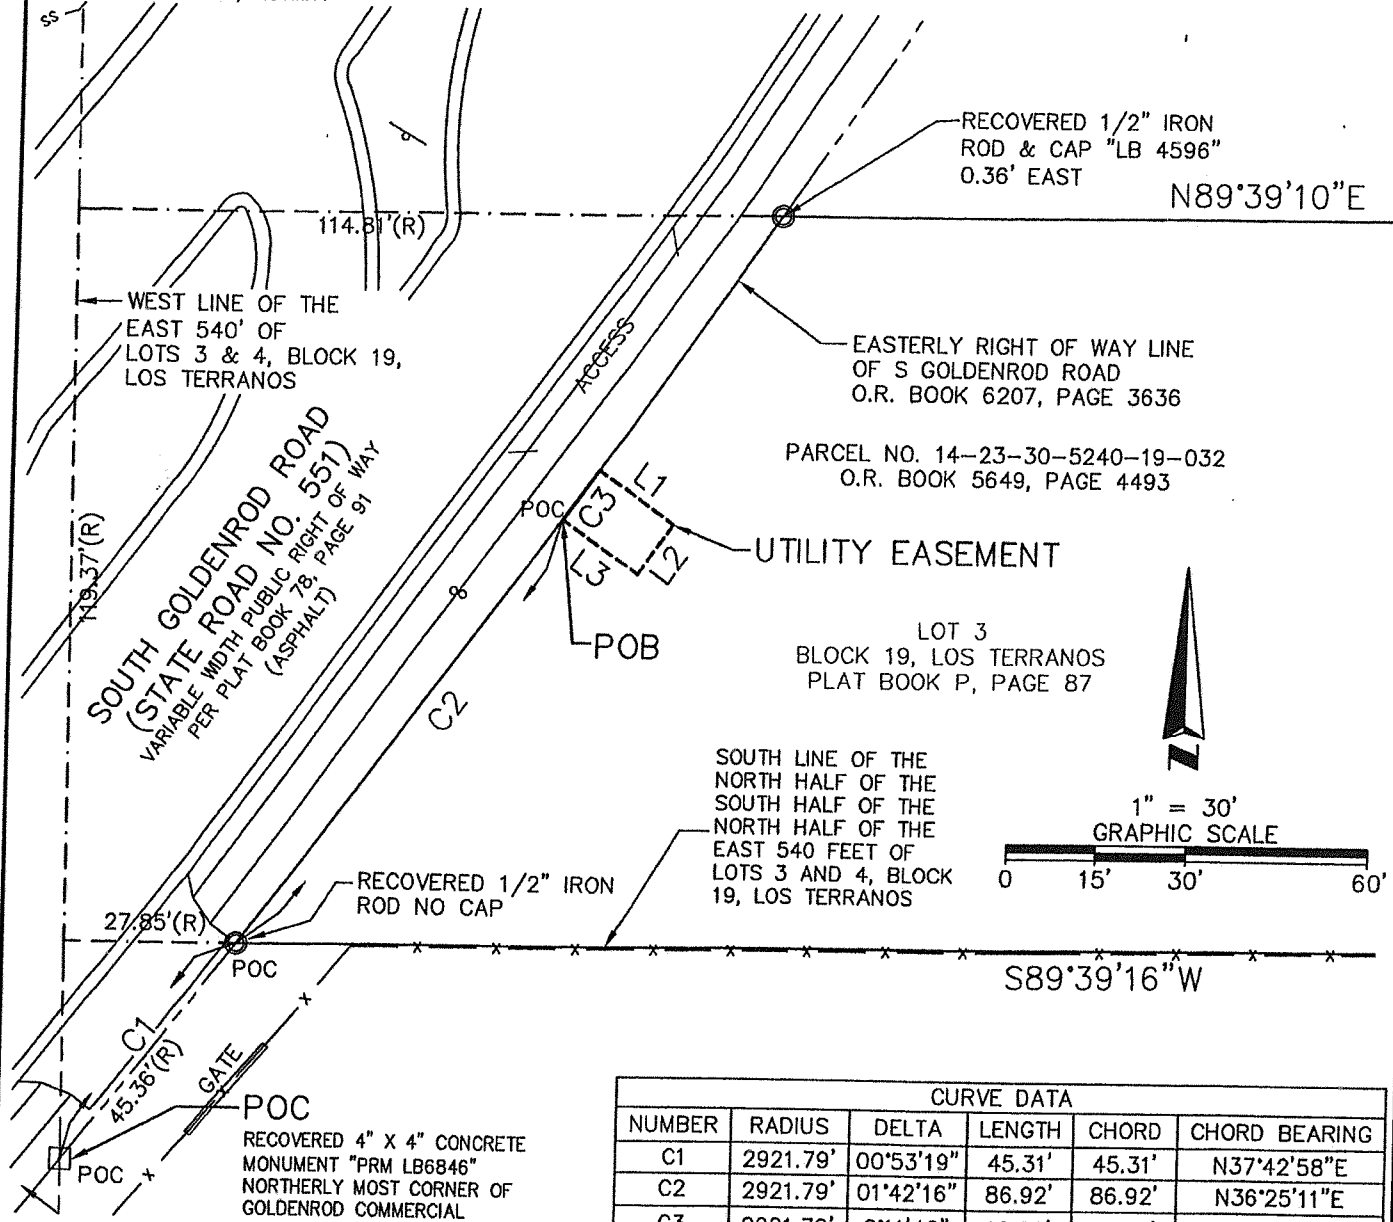 SS
RECOVERED 1/2" IRON
ROD & CAP "LB 4596"
0.36' EAST
N89°39'10"E
114.81'(R)
WEST LINE OF THE
EAST 540' OF
LOTS 3 & 4, BLOCK 19,
LOS TERRANOS
ACCESS
EASTERLY RIGHT OF WAY LINE
OF S GOLDENROD ROAD
O.R. BOOK 6207, PAGE 3636
PARCEL NO. 14-23-30-5240-19-032
O.R. BOOK 5649, PAGE 4493
119.37'(R)
SOUTH GOLDENROD ROAD
(STATE ROAD NO. 551)
VARIABLE WIDTH PUBLIC RIGHT OF WAY
PER PLAT BOOK 78, PAGE 91
(ASPHALT)
POC
C3
L1
L2
L3
UTILITY EASEMENT
POB
LOT 3
BLOCK 19, LOS TERRANOS
PLAT BOOK P, PAGE 87
C2
N
1" = 30'
GRAPHIC SCALE
0 15' 30' 60'
SOUTH LINE OF THE
NORTH HALF OF THE
SOUTH HALF OF THE
NORTH HALF OF THE
EAST 540 FEET OF
LOTS 3 AND 4, BLOCK
19, LOS TERRANOS
RECOVERED 1/2" IRON
ROD NO CAP
27.85'(R)
POC
S89°39'16"W
C1
45.36'(R)
GATE
POC
RECOVERED 4" X 4" CONCRETE
MONUMENT "PRM LB6846"
NORTHERLY MOST CORNER OF
GOLDENROD COMMERCIAL
POC
CURVE DATA
NUMBER RADIUS DELTA LENGTH CHORD CHORD BEARING
C1 2921.79' 00°53'19" 45.31' 45.31' N37°42'58"E
C2 2921.79' 01°42'16" 86.92' 86.92' N36°25'11"E
C3